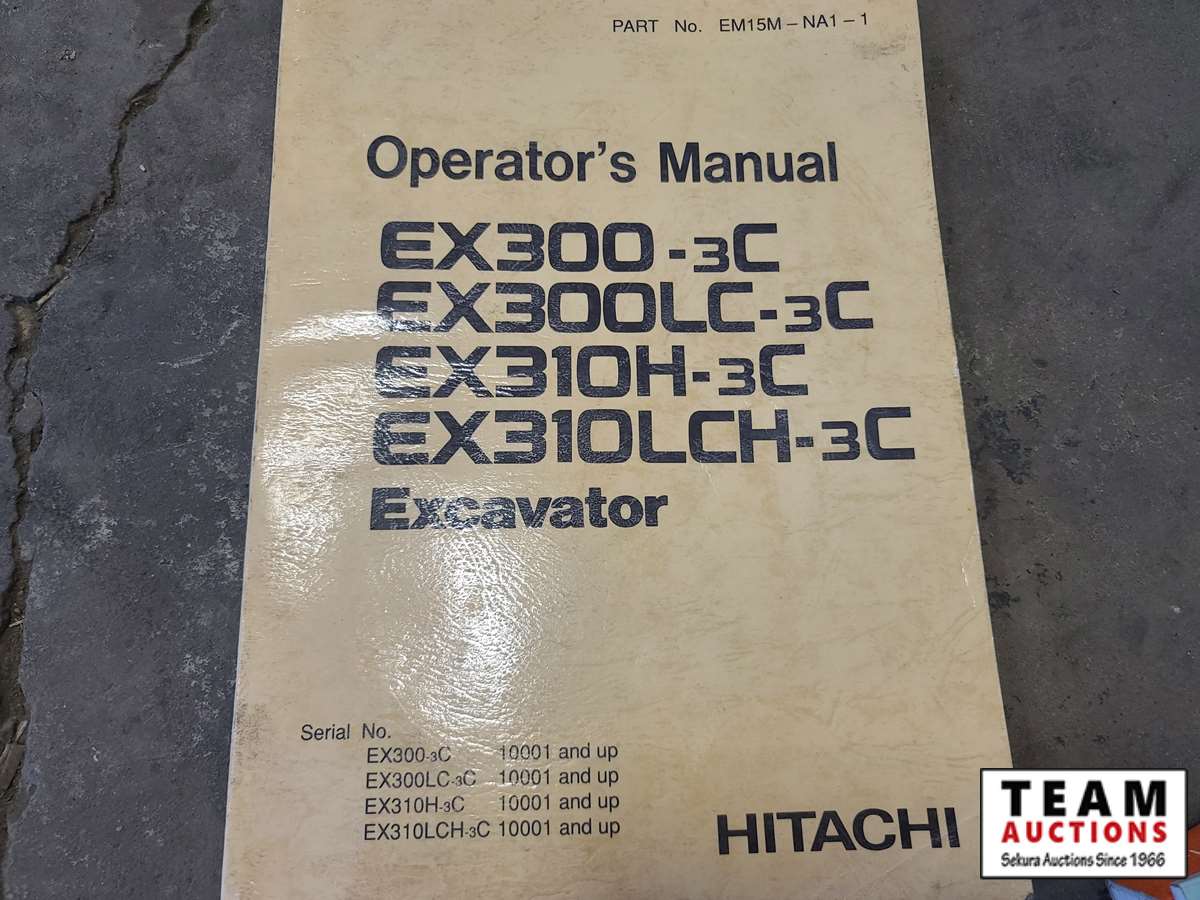 PART No. EM15M-NA1-1
Operator's Manual
EX300-3C
EX300LC-3C
EX310H-3C
EX310LCH-3C
Excavator
Serial No.
EX300-3C 10001 and up
EX300LC-3C 10001 and up
EX310H-3C 10001 and up
EX310LCH-3C 10001 and up
HITACHI
TEAM
AUCTIONS
Sekura Auctions Since 1966